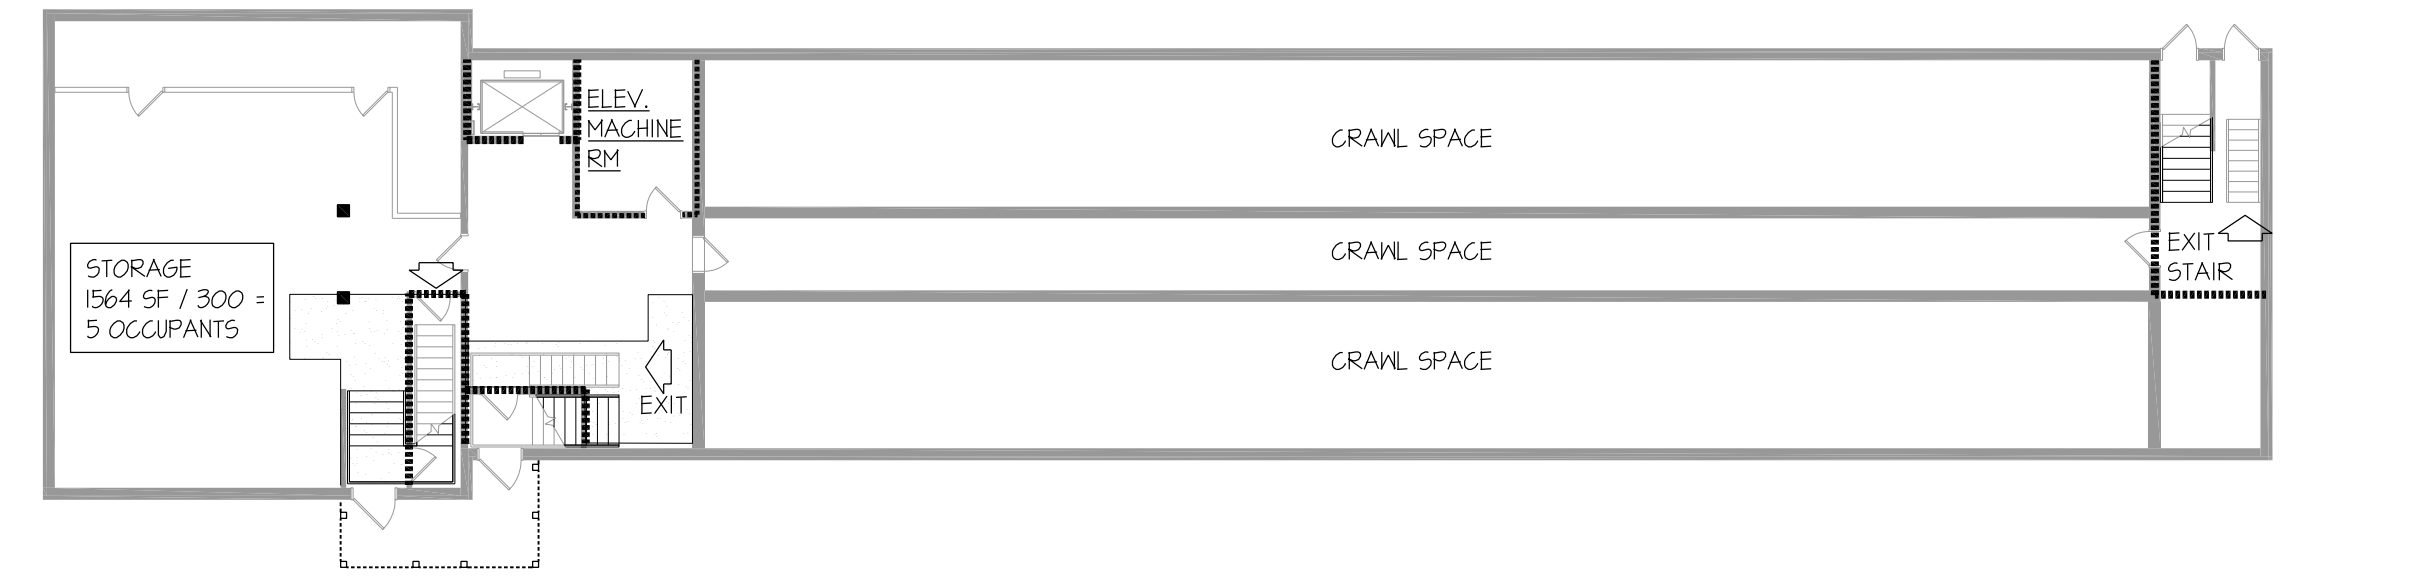 ELEV.
MACHINE
RM
CRAWL SPACE
CRAWL SPACE
EXIT
STAIR
STORAGE
1564 SF / 300 =
5 OCCUPANTS
CRAWL SPACE
EXIT